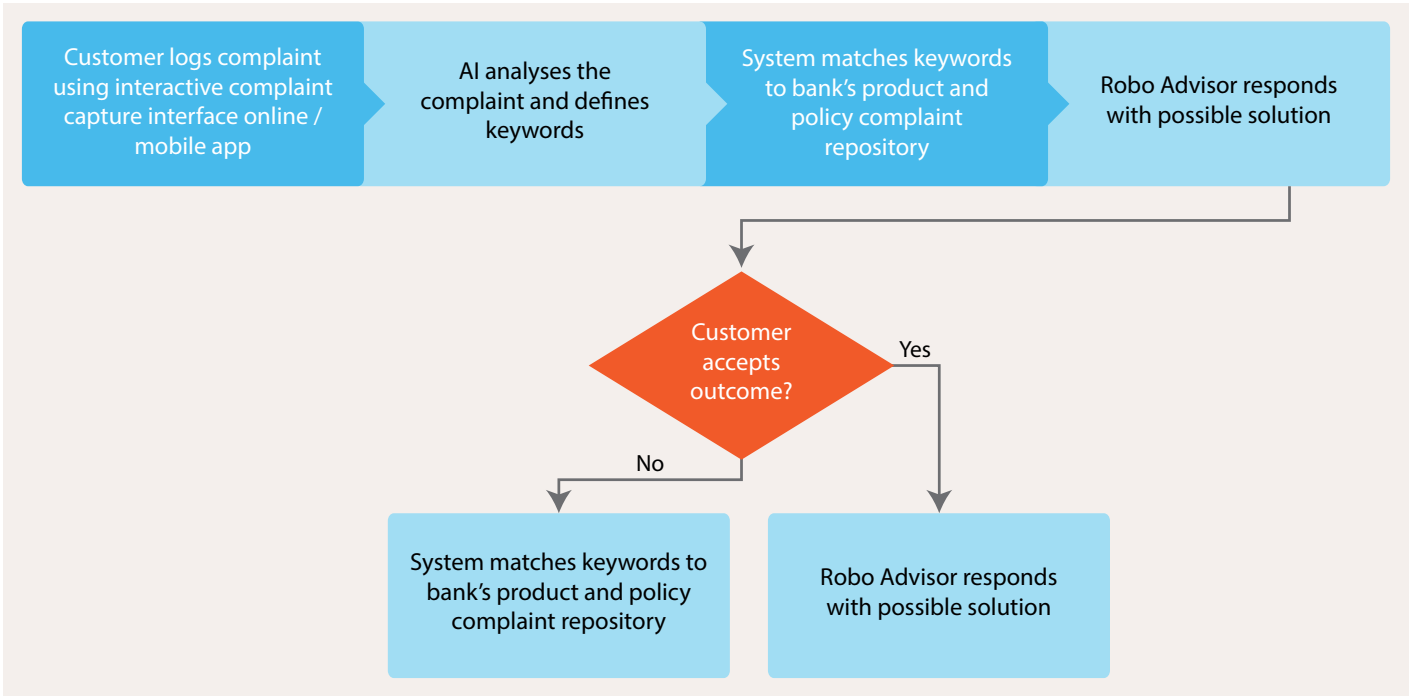 Customer logs complaint
using interactive complaint
capture interface online /
mobile app
AI analyses the
complaint and defines
keywords
System matches keywords
to bank's product and
policy complaint
repository
Robo Advisor responds
with possible solution
Customer
accepts
outcome?
Yes
No
System matches keywords to
bank's product and policy
complaint repository
Robo Advisor responds
with possible solution